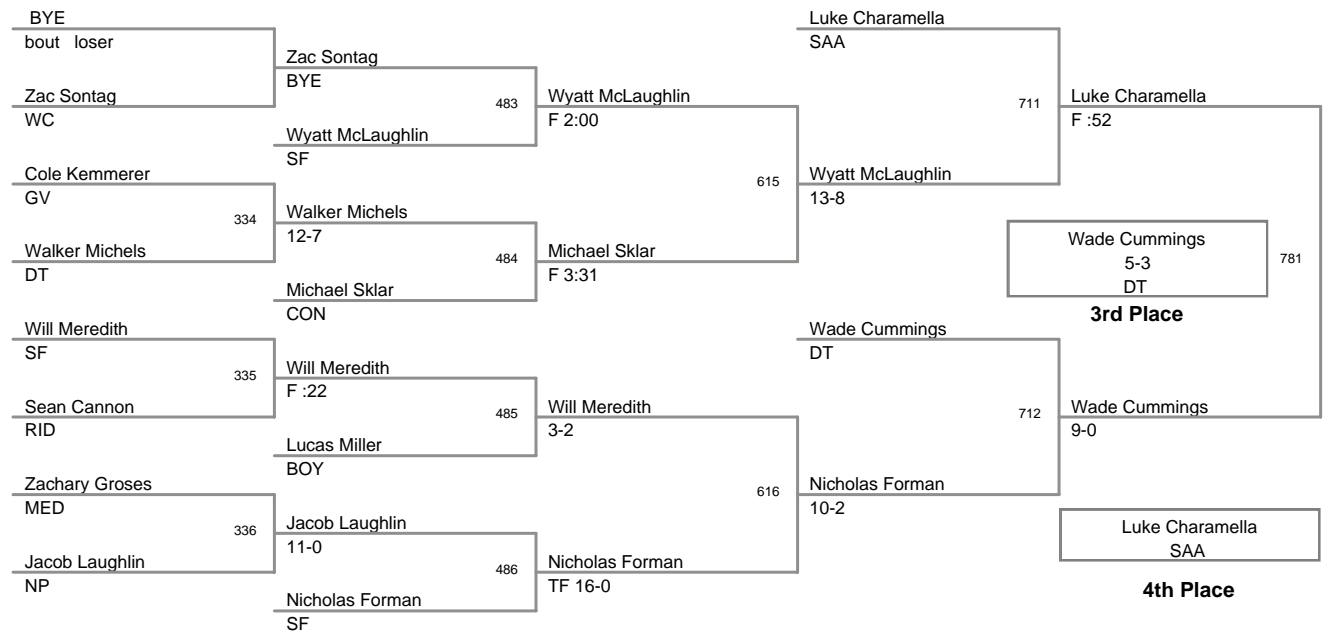 BYE
bout loser
Zac Sontag
WC
Cole Kemmerer
GV
334
Walker Michels
DT
Will Meredith
SF
335
Sean Cannon
RID
Zachary Groses
MED
336
Jacob Laughlin
NP
Zac Sontag
BYE
483
Wyatt McLaughlin
SF
Walker Michels
12-7
484
Michael Sklar
CON
Will Meredith
F :22
485
Lucas Miller
BOY
Jacob Laughlin
11-0
486
Nicholas Forman
SF
Wyatt McLaughlin
F 2:00
615
Michael Sklar
F 3:31
Will Meredith
3-2
616
Nicholas Forman
TF 16-0
Luke Charamella
SAA
711
Wyatt McLaughlin
13-8
Wade Cummings
DT
712
Nicholas Forman
10-2
Luke Charamella
F :52
781
Wade Cummings
9-0
Wade Cummings
5-3
DT
3rd Place
Luke Charamella
SAA
4th Place